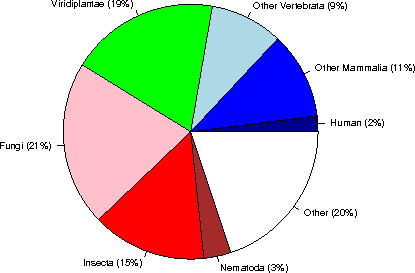 Viridiplantae (19%)
Other Vertebrata (9%)
Other Mammalia (11%)
Human (2%)
Fungi (21%)
Other (20%)
Insecta (15%)
Nematoda (3%)